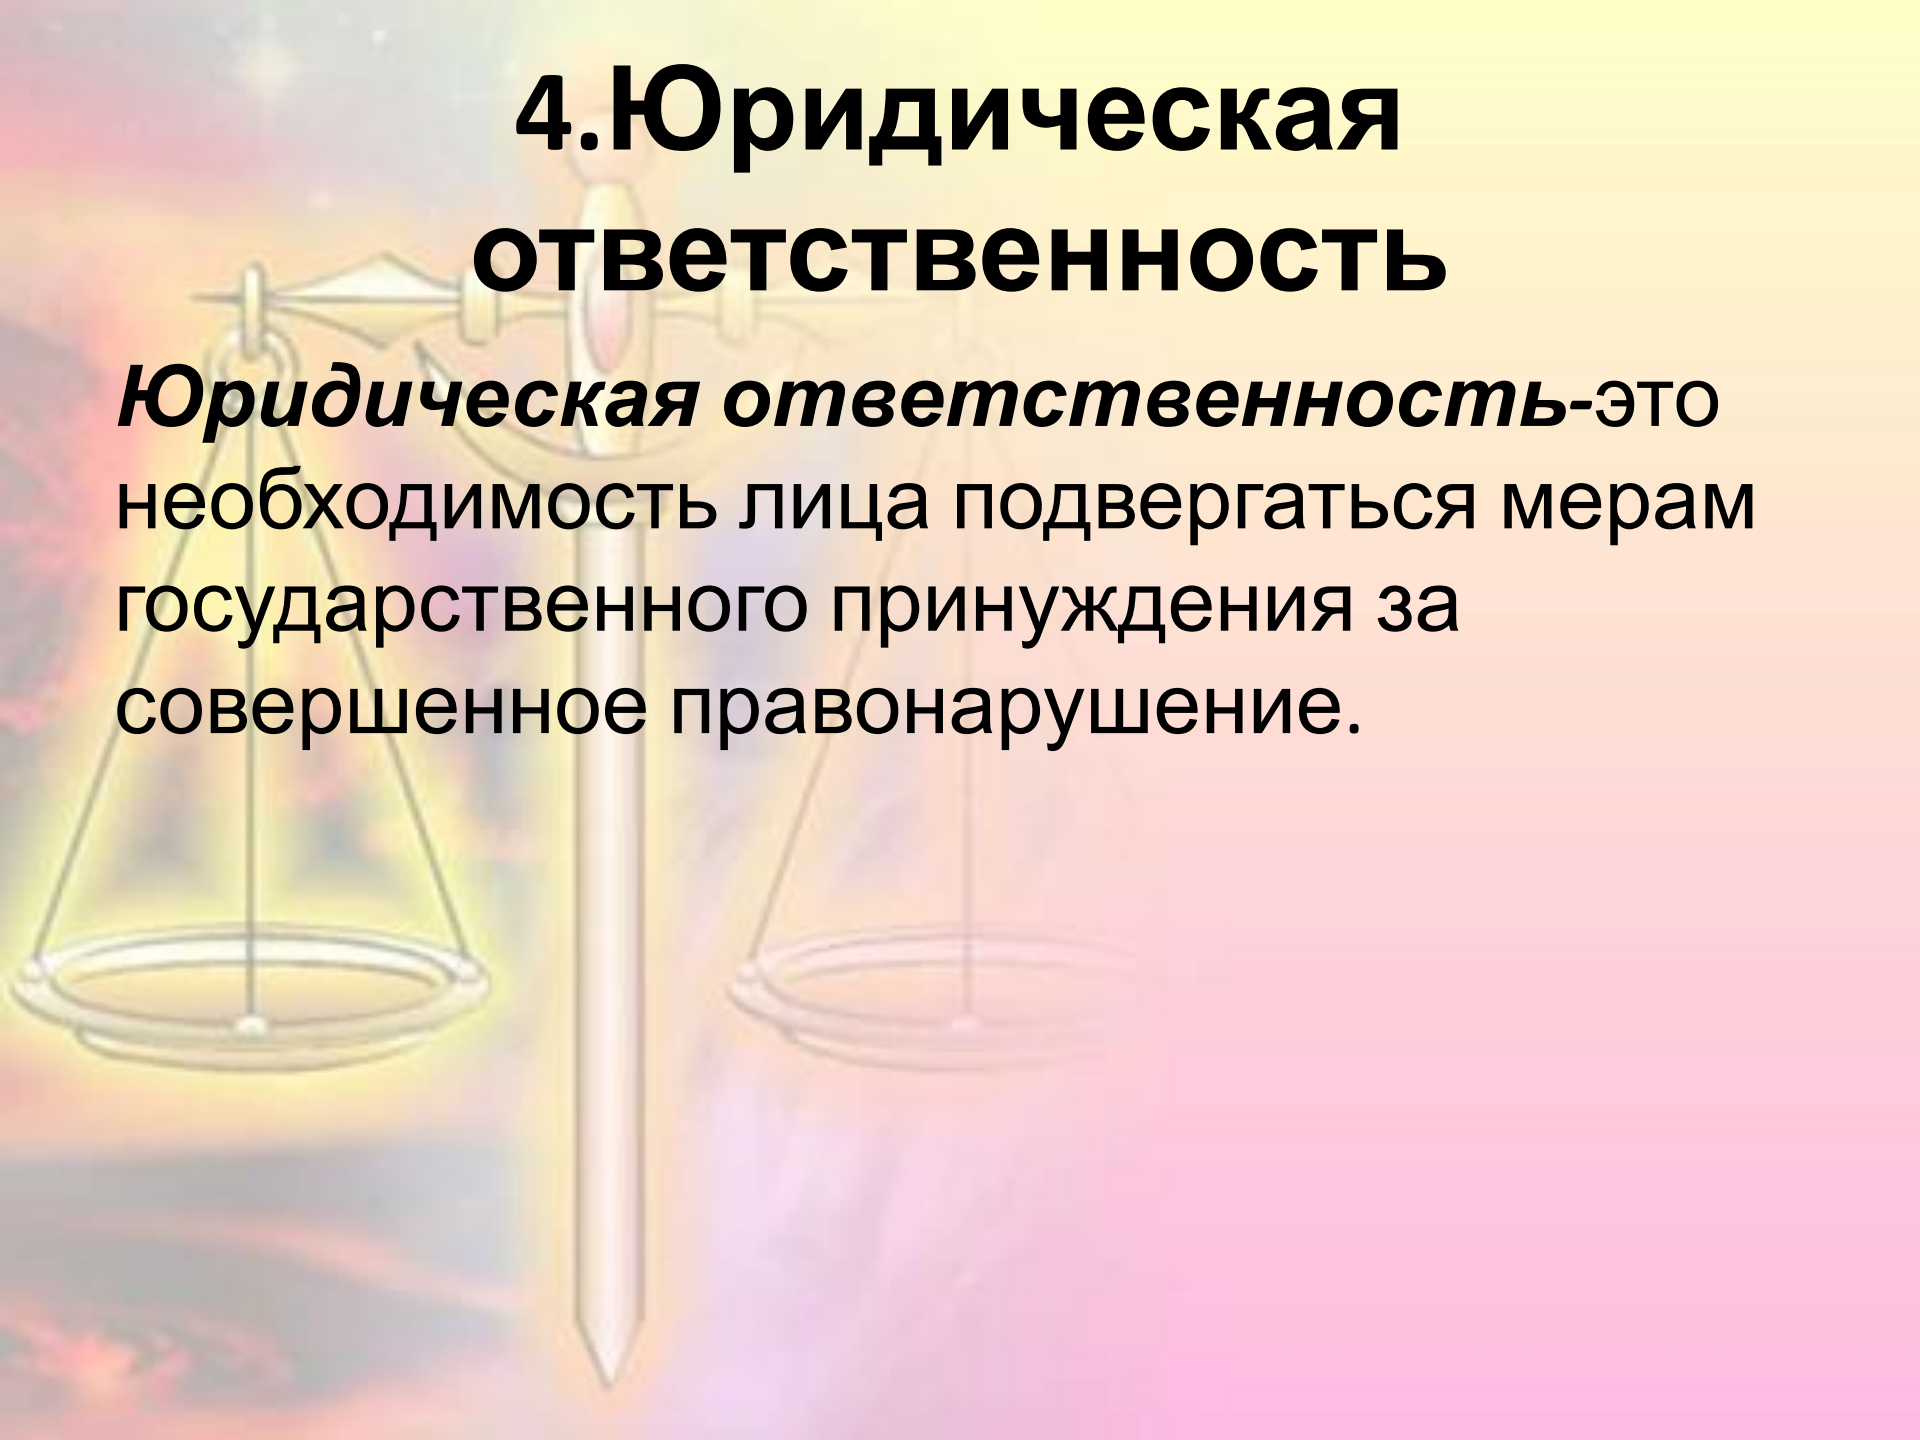 4.Юридическая
ответственность
Юридическая ответственность-это
необходимость лица подвергаться мерам
государственного принуждения за
совершенное правонарушение.